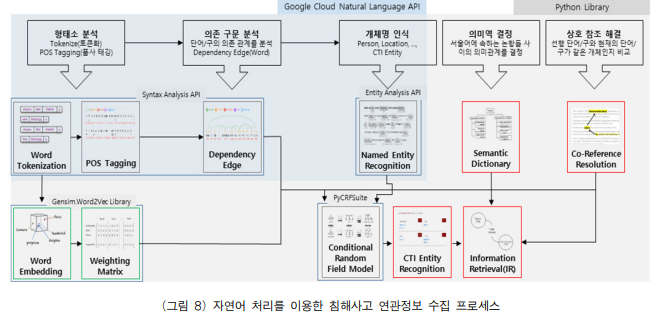 Google Cloud Natural Language API
Python Library
형태소 분석
Tokenize(토큰화)
POS Tagging(품사 태깅)
의존 구문 분석
단어/구의 의존 관계를 분석
Dependency Edge(Word)
개체명 인식
Person, Location, ...,
CTI Entity
의미역 결정
서술어에 속하는 논항들 사
이의 의미관계를 결정
상호 참조 해결
선행 단어/구와 현재의 단어/
구가 같은 개체인지 비교
Syntax Analysis API
Entity Analysis API
Word
Tokenization
POS Tagging
Dependency
Edge
Named Entity
Recognition
Semantic
Dictionary
Co-Reference
Resolution
Gensim.Word2Vec Library
PyCRFSuite
Word
Embedding
Weighting
Matrix
Conditional
Random
Field Model
CTI Entity
Recognition
Information
Retrieval(IR)
(그림 8) 자연어 처리를 이용한 침해사고 연관정보 수집 프로세스